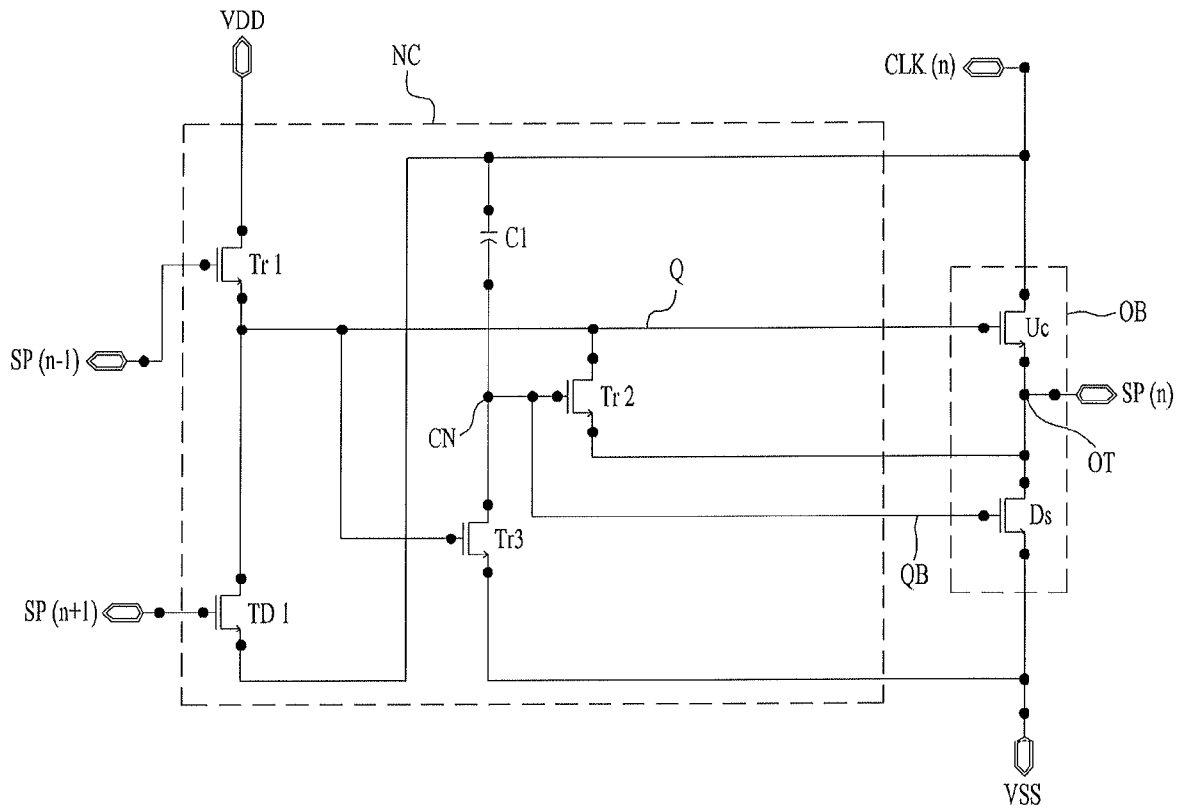 VDD
NC
CLK (n)
C1
Tr 1
Q
Uc
OB
SP (n-1)
Tr 2
SP (n)
CN
OT
Tr3
Ds
QB
SP (n+1)
TD 1
VSS